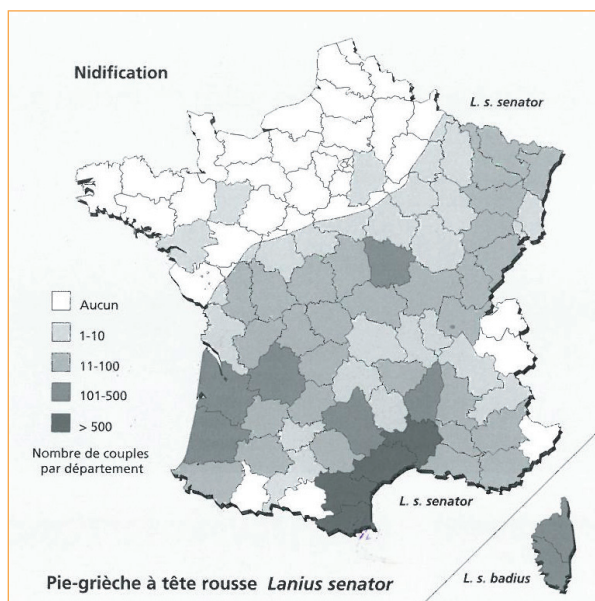 Nidification
L. s. senator
Aucun
1-10
11-100
101-500
> 500
Nombre de couples
par département
L. s. senator
L. s. badius
Pie-grièche à tête rousse Lanius senator